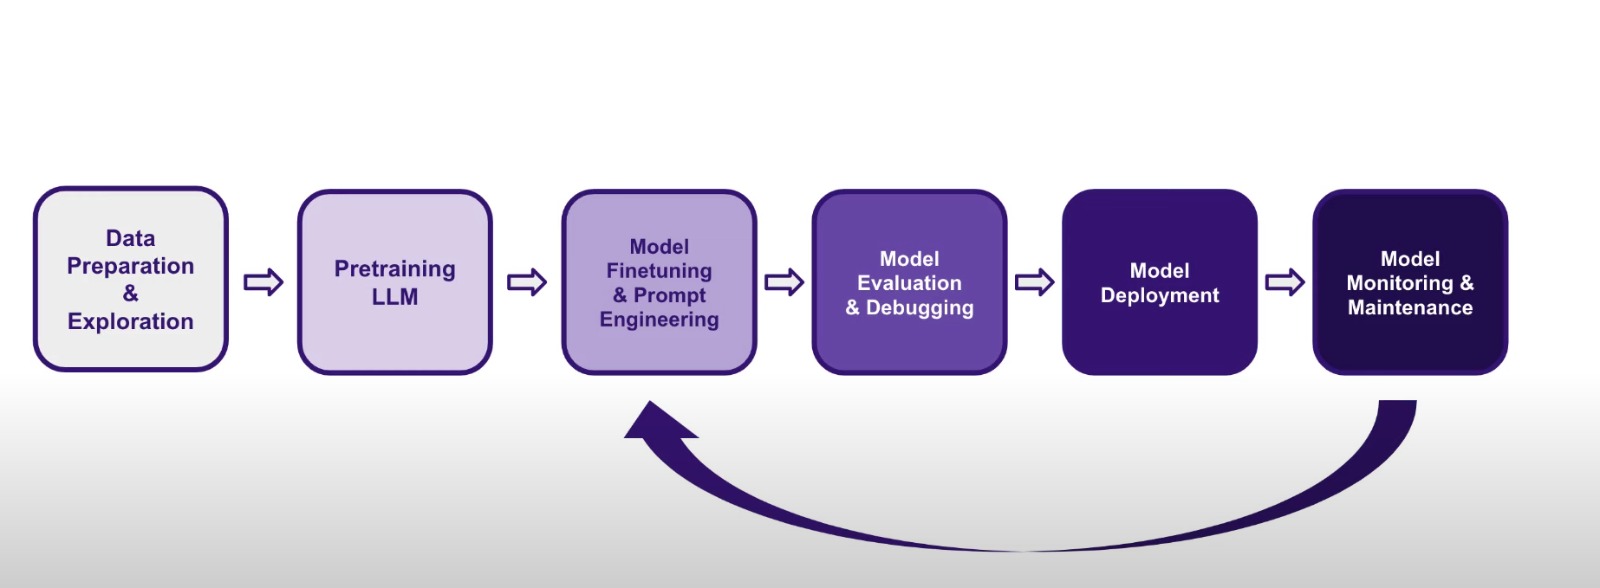 Data
Preparation
&
Exploration
Pretraining
LLM
Model
Finetuning
& Prompt
Engineering
Model
Evaluation
& Debugging
Model
Deployment
Model
Monitoring &
Maintenance